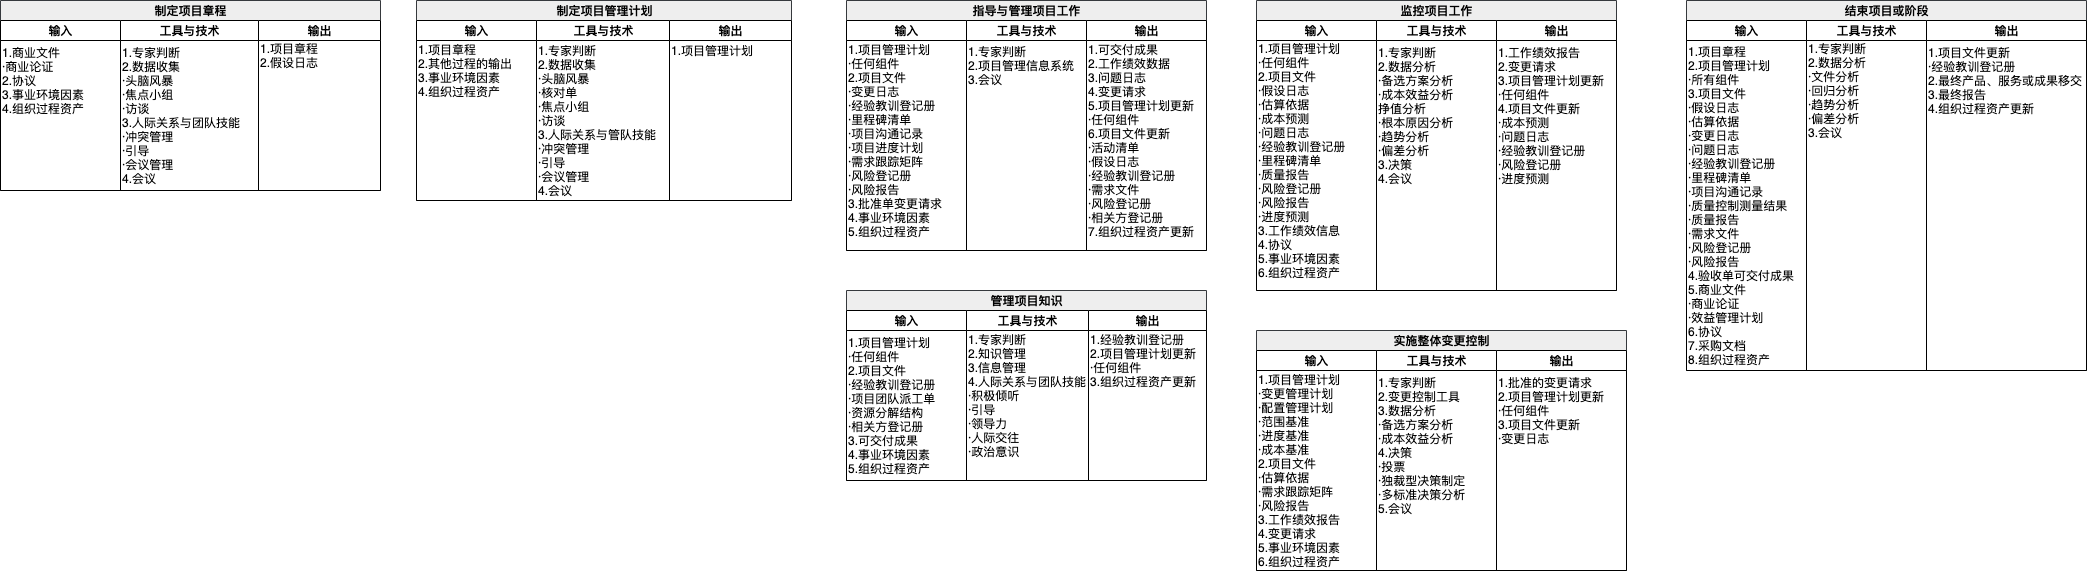 制定项目章程
输入
工具与技术
输出
1.商业文件
·商业论证
2.协议
3.事业环境因素
4.组织过程资产
1.专家判断
2.数据收集
·头脑风暴
·焦点小组
·访谈
3.人际关系与团队技能
·冲突管理
·引导
·会议管理
4.会议
1.项目章程
2.假设日志
制定项目管理计划
输入
工具与技术
输出
1.项目章程
2.其他过程的输出
3.事业环境因素
4.组织过程资产
1.专家判断
2.数据收集
·头脑风暴
·核对单
·焦点小组
·访谈
3.人际关系与管队技能
·冲突管理
·引导
·会议管理
4.会议
1.项目管理计划
指导与管理项目工作
输入
工具与技术
输出
1.项目管理计划
·任何组件
2.项目文件
·变更日志
·经验教训登记册
·里程碑清单
·项目沟通记录
·项目进度计划
·需求跟踪矩阵
·风险登记册
·风险报告
3.批准单变更请求
4.事业环境因素
5.组织过程资产
1.专家判断
2.项目管理信息系统
3.会议
1.可交付成果
2.工作绩效数据
3.问题日志
4.变更请求
5.项目管理计划更新
·任何组件
6.项目文件更新
·活动清单
·假设日志
·经验教训登记册
·需求文件
·风险登记册
·相关方登记册
7.组织过程资产更新
管理项目知识
输入
工具与技术
输出
1.项目管理计划
·任何组件
2.项目文件
·经验教训登记册
·项目团队派工单
·资源分解结构
·相关方登记册
3.可交付成果
4.事业环境因素
5.组织过程资产
1.专家判断
2.知识管理
3.信息管理
4.人际关系与团队技能
·积极倾听
·引导
·领导力
·人际交往
·政治意识
1.经验教训登记册
2.项目管理计划更新
·任何组件
3.组织过程资产更新
监控项目工作
输入
工具与技术
输出
1.项目管理计划
·任何组件
2.项目文件
·假设日志
·估算依据
·成本预测
·问题日志
·经验教训登记册
·里程碑清单
·质量报告
·风险登记册
·风险报告
·进度预测
3.工作绩效信息
4.协议
5.事业环境因素
6.组织过程资产
1.专家判断
2.数据分析
·备选方案分析
·成本效益分析
挣值分析
·根本原因分析
·趋势分析
·偏差分析
3.决策
4.会议
1.工作绩效报告
2.变更请求
3.项目管理计划更新
·任何组件
4.项目文件更新
·成本预测
·问题日志
·经验教训登记册
·风险登记册
·进度预测
实施整体变更控制
输入
工具与技术
输出
1.项目管理计划
·变更管理计划
·配置管理计划
·范围基准
·进度基准
·成本基准
2.项目文件
·估算依据
·需求跟踪矩阵
·风险报告
3.工作绩效报告
4.变更请求
5.事业环境因素
6.组织过程资产
1.专家判断
2.变更控制工具
3.数据分析
·备选方案分析
·成本效益分析
4.决策
·投票
·独裁型决策制定
·多标准决策分析
5.会议
1.批准的变更请求
2.项目管理计划更新
·任何组件
3.项目文件更新
·变更日志
结束项目或阶段
输入
工具与技术
输出
1.项目章程
2.项目管理计划
·所有组件
3.项目文件
·假设日志
·估算依据
·变更日志
·问题日志
·经验教训登记册
·里程碑清单
·项目沟通记录
·质量控制测量结果
·质量报告
·需求文件
·风险登记册
·风险报告
4.验收单可交付成果
5.商业文件
·商业论证
·效益管理计划
6.协议
7.采购文档
8.组织过程资产
1.专家判断
2.数据分析
·文件分析
·回归分析
·趋势分析
·偏差分析
3.会议
1.项目文件更新
·经验教训登记册
2.最终产品、服务或成果移交
3.最终报告
4.组织过程资产更新